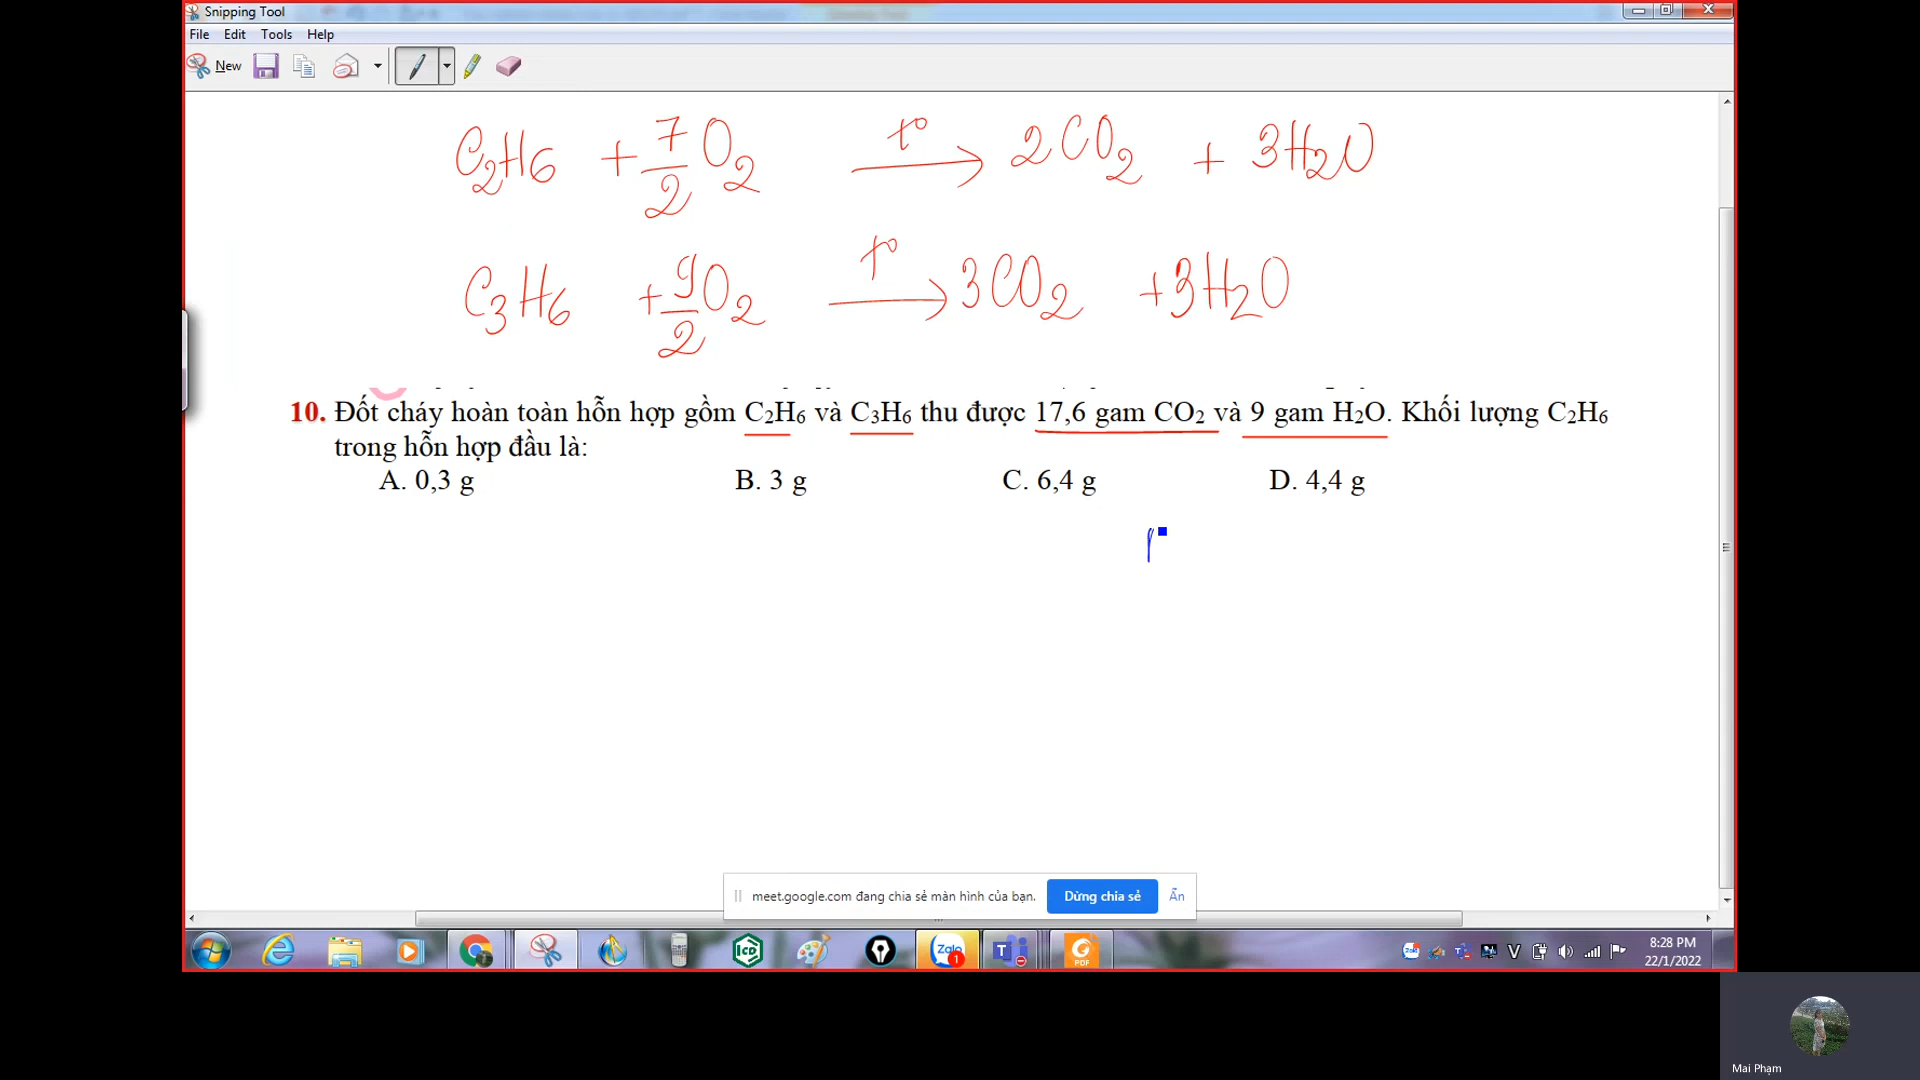 Snipping Tool
File Edit Tools Help
New
C2H6 + 7/2 O2 t° → 2CO2 + 3H2O
C3H6 + 9/2 O2 t° → 3CO2 + 3H2O
10. Đốt cháy hoàn toàn hỗn hợp gồm C2H6 và C3H6 thu được 17,6 gam CO2 và 9 gam H2O. Khối lượng C2H6
trong hỗn hợp đầu là:
A. 0,3 g B. 3 g C. 6,4 g D. 4,4 g
meet.google.com đang chia sẻ màn hình của bạn. Dừng chia sẻ Ẩn
Zalo 1
PDF
8:28 PM
22/1/2022
Mai Phạm